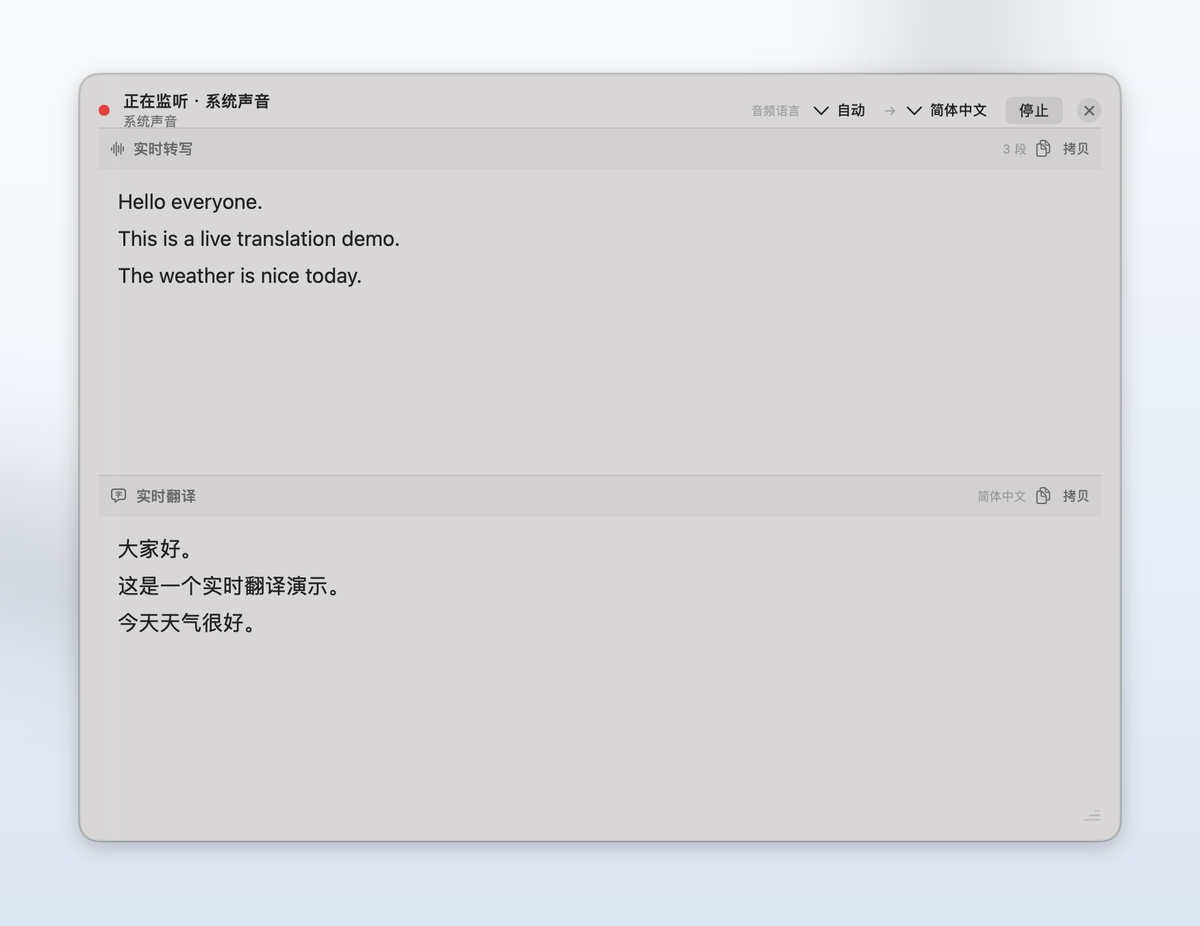 正在监听 · 系统声音
系统声音
音频语言 自动 → 简体中文 停止
实时转写 3 段 拷贝
Hello everyone.
This is a live translation demo.
The weather is nice today.
实时翻译 简体中文 拷贝
大家好。
这是一个实时翻译演示。
今天天气很好。